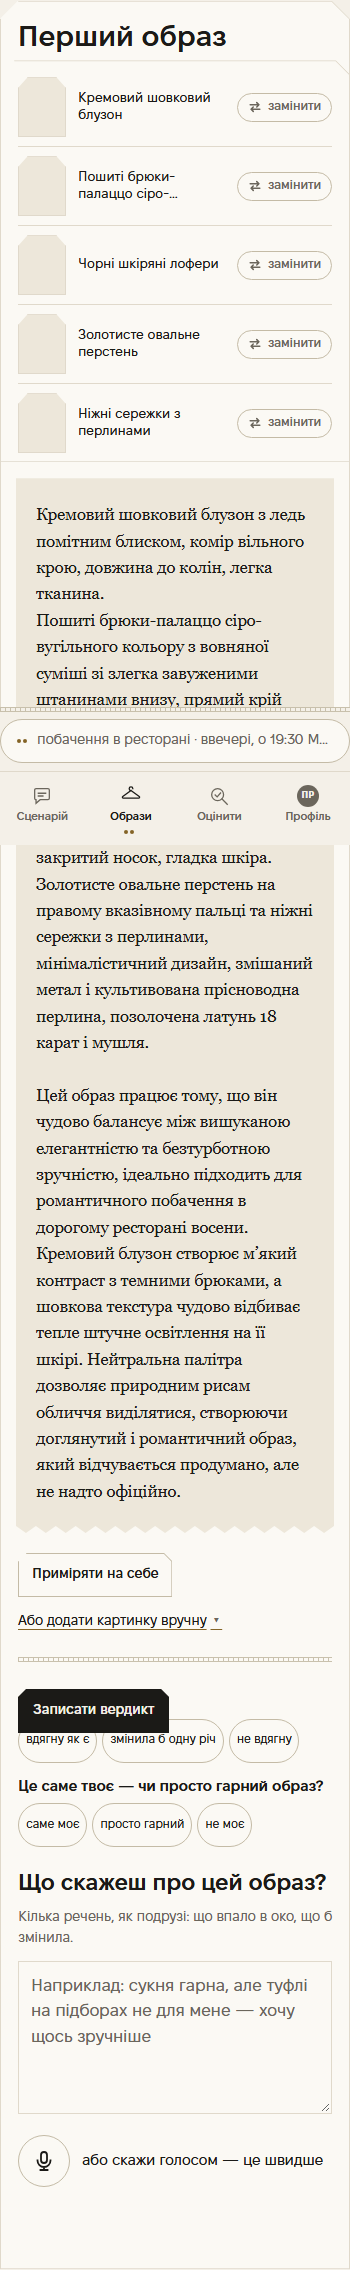 Перший образ
Кремовий шовковий
блузон
замінити
Пошиті брюки-
палаццо сіро-...
замінити
Чорні шкіряні лофери
замінити
Золотисте овальне
перстень
замінити
Ніжні сережки з
перлинами
замінити
Кремовий шовковий блузон з ледь
помітним блиском, комір вільного
крою, довжина до колін, легка
тканина.
Пошиті брюки-палаццо сіро-
вугільного кольору з вовняної
суміші зі злегка завуженими
штанинами внизу, прямий крій
побачення в ресторані · ввечері, о 19:30 М...
Сценарій
Образи
Оцінити
ПР
Профіль
закритий носок, гладка шкіра.
Золотисте овальне перстень на
правому вказівному пальці та ніжні
сережки з перлинами,
мінімалістичний дизайн, змішаний
метал і культивована прісноводна
перлина, позолочена латунь 18
карат і мушля.
Цей образ працює тому, що він
чудово балансує між вишуканою
елегантністю та безтурботною
зручністю, ідеально підходить для
романтичного побачення в
дорогому ресторані восени.
Кремовий блузон створює м’який
контраст з темними брюками, а
шовкова текстура чудово відбиває
тепле штучне освітлення на її
шкірі. Нейтральна палітра
дозволяє природним рисам
обличчя виділятися, створюючи
доглянутий і романтичний образ,
який відчувається продумано, але
не надто офіційно.
Приміряти на себе
Або додати картинку вручну
Записати вердикт
вдягну як є
змінила б одну річ
не вдягну
Це саме твоє — чи просто гарний образ?
саме моє
просто гарний
не моє
Що скажеш про цей образ?
Кілька речень, як подрузі: що впало в око, що б
змінила.
Наприклад: сукня гарна, але туфлі
на підборах не для мене — хочу
щось зручніше
або скажи голосом — це швидше